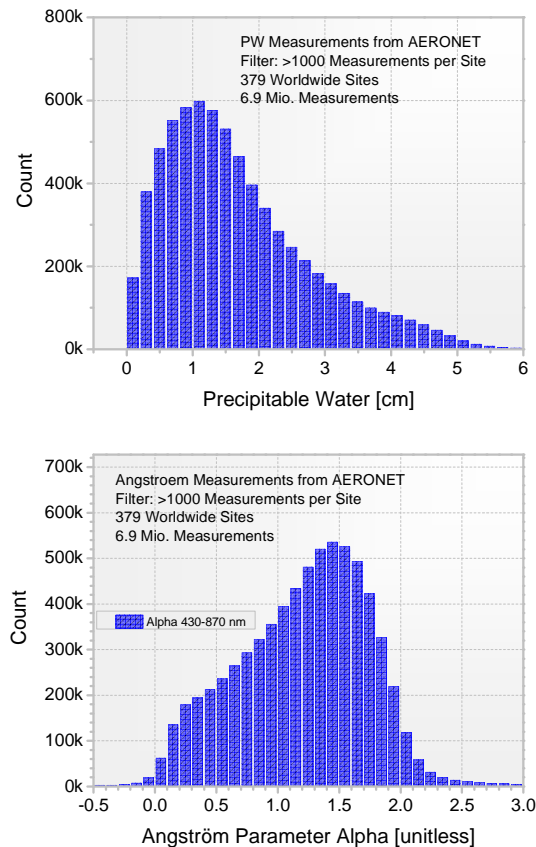 800k
PW Measurements from AERONET
Filter: >1000 Measurements per Site
379 Worldwide Sites
6.9 Mio. Measurements
600k
400k
200k
0k
Count
0 1 2 3 4 5 6
Precipitable Water [cm]
700k
Angstroem Measurements from AERONET
Filter: >1000 Measurements per Site
379 Worldwide Sites
6.9 Mio. Measurements
600k
500k
400k
Alpha 430-870 nm
300k
200k
100k
0k
Count
-0.5 0.0 0.5 1.0 1.5 2.0 2.5 3.0
Angström Parameter Alpha [unitless]